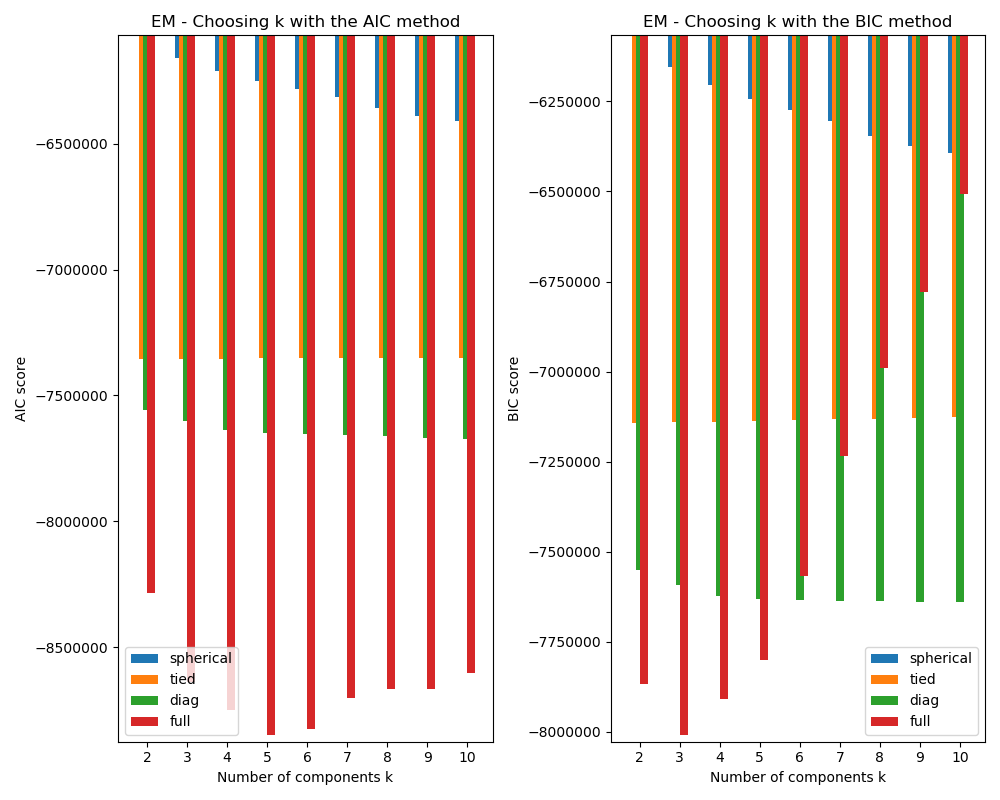 EM - Choosing k with the AIC method
AIC score
−6500000
−7000000
−7500000
−8000000
−8500000
spherical
tied
diag
full
2 3 4 5 6 7 8 9 10
Number of components k
EM - Choosing k with the BIC method
BIC score
−6250000
−6500000
−6750000
−7000000
−7250000
−7500000
−7750000
−8000000
spherical
tied
diag
full
2 3 4 5 6 7 8 9 10
Number of components k